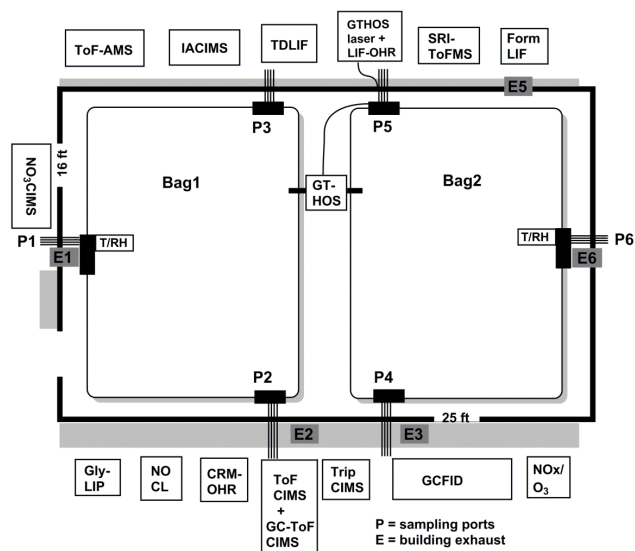 ToF-AMS
IACIMS
TDLIF
GTHOS
laser +
LIF-OHR
SRI-
ToFMS
Form
LIF
E5
P3
P5
16 ft
NO3CIMS
Bag1
GT-
HOS
Bag2
P1
T/RH
E1
T/RH
P6
E6
P2
P4
25 ft
E2
E3
Gly-
LIP
NO
CL
CRM-
OHR
ToF
CIMS
+
GC-ToF
CIMS
Trip
CIMS
GCFID
NOx/
O3
P = sampling ports
E = building exhaust